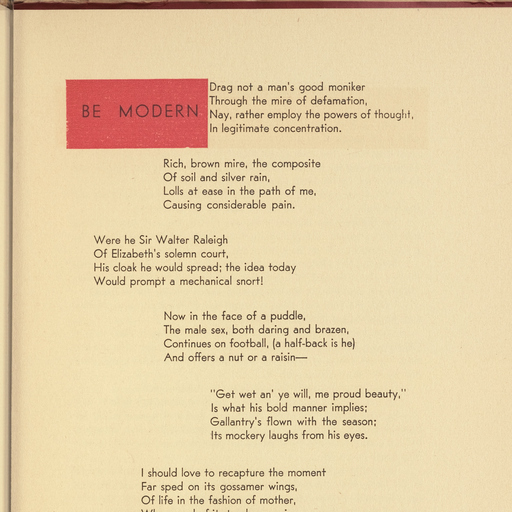 BE MODERN
Drag not a man's good moniker
Through the mire of defamation,
Nay, rather employ the powers of thought,
In legitimate concentration.
Rich, brown mire, the composite
Of soil and silver rain,
Lolls at ease in the path of me,
Causing considerable pain.
Were he Sir Walter Raleigh
Of Elizabeth's solemn court,
His cloak he would spread; the idea today
Would prompt a mechanical snort!
Now in the face of a puddle,
The male sex, both daring and brazen,
Continues on football, (a half-back is he)
And offers a nut or a raisin—
"Get wet an' ye will, me proud beauty,"
Is what his bold manner implies;
Gallantry's flown with the season;
Its mockery laughs from his eyes.
I should love to recapture the moment
Far sped on its gossamer wings,
Of life in the fashion of mother,